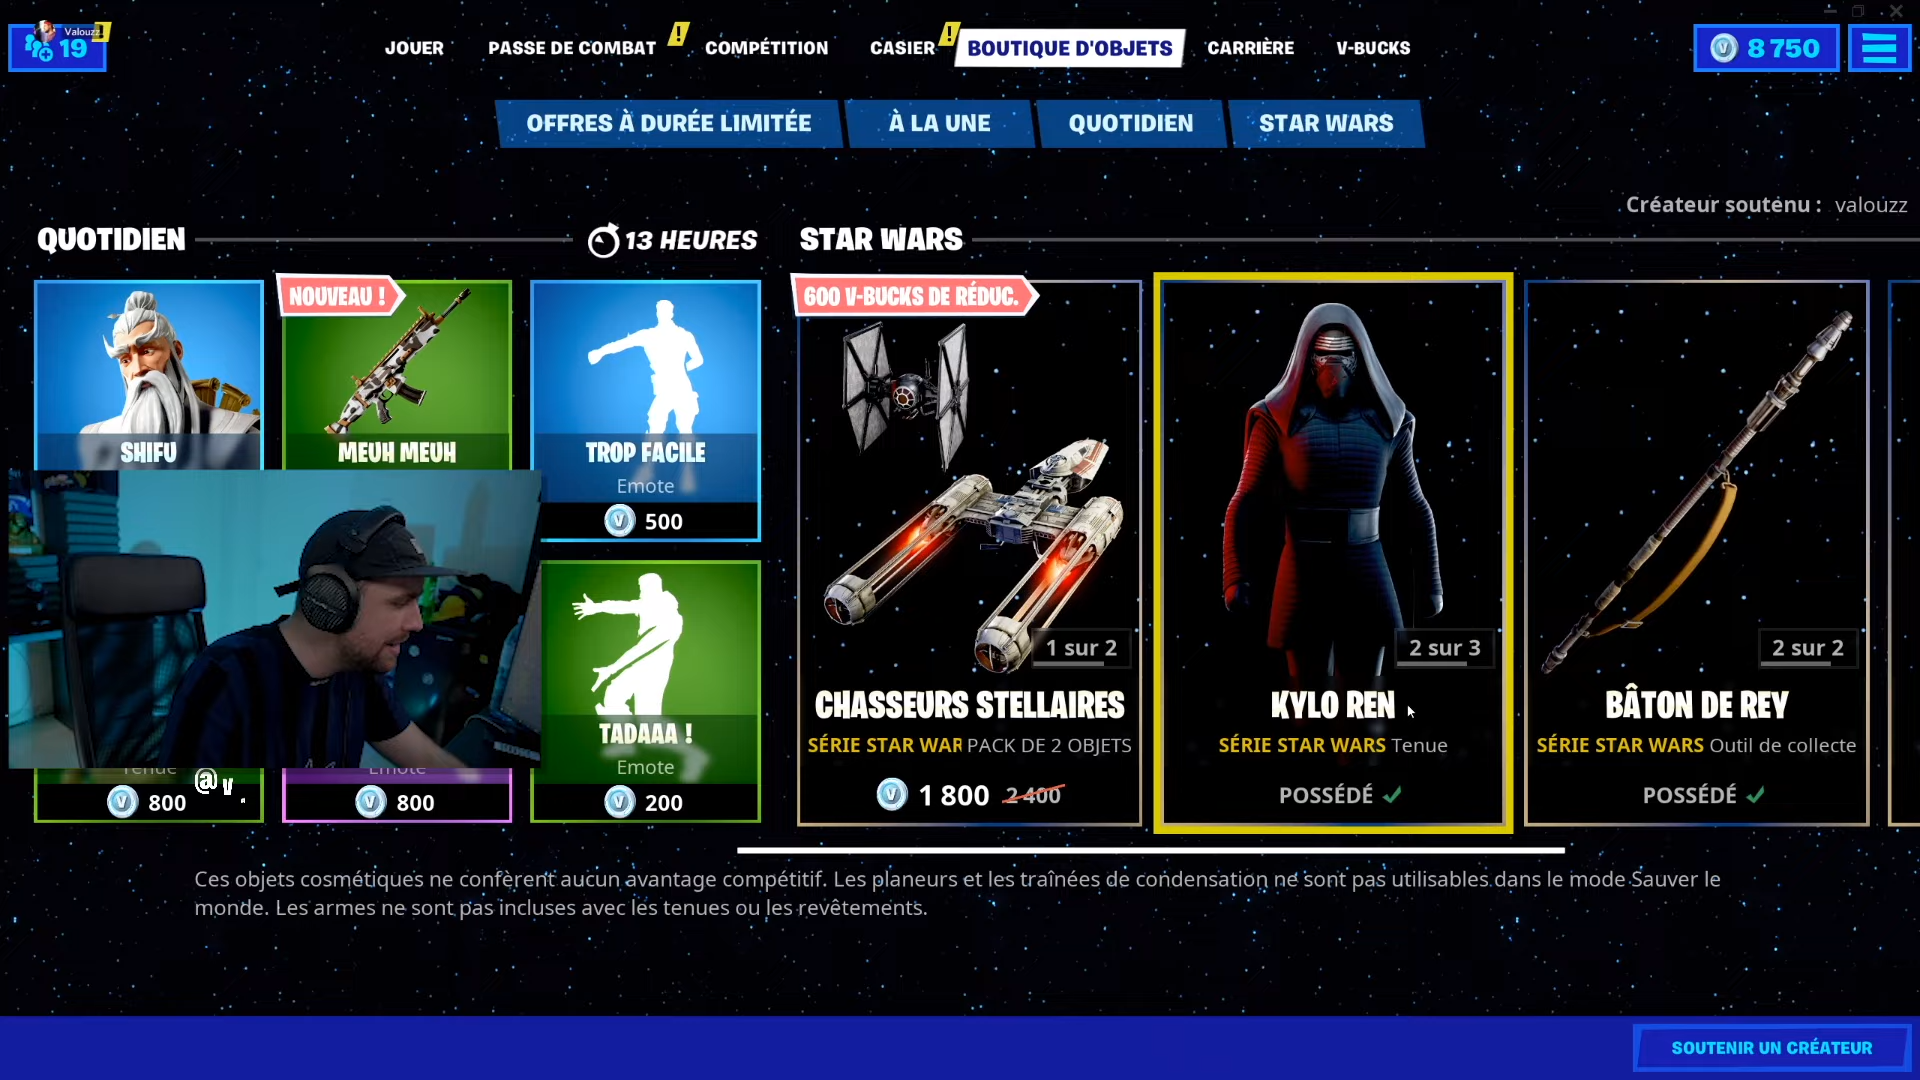 Valouzz
19
JOUER
PASSE DE COMBAT
!
COMPÉTITION
CASIER
!
BOUTIQUE D'OBJETS
CARRIÈRE
V-BUCKS
8 750
OFFRES À DURÉE LIMITÉE
À LA UNE
QUOTIDIEN
STAR WARS
Créateur soutenu : valouzz
QUOTIDIEN
13 HEURES
STAR WARS
NOUVEAU !
600 V-BUCKS DE RÉDUC.
SHIFU
MEUH MEUH
TROP FACILE
Emote
500
TADAAA !
Emote
200
Tenue
@v
800
Emote
800
1 sur 2
CHASSEURS STELLAIRES
SÉRIE STAR WAR PACK DE 2 OBJETS
1 800 2 400
2 sur 3
KYLO REN
SÉRIE STAR WARS Tenue
POSSÉDÉ
2 sur 2
BÂTON DE REY
SÉRIE STAR WARS Outil de collecte
POSSÉDÉ
Ces objets cosmétiques ne confèrent aucun avantage compétitif. Les planeurs et les traînées de condensation ne sont pas utilisables dans le mode Sauver le
monde. Les armes ne sont pas incluses avec les tenues ou les revêtements.
SOUTENIR UN CRÉATEUR